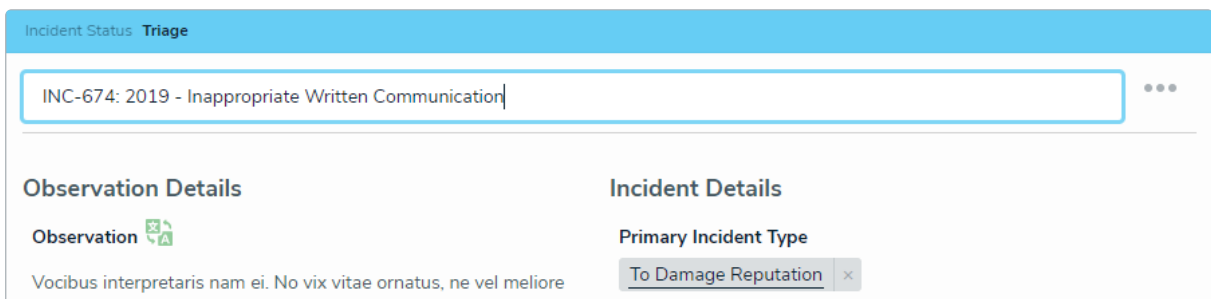 Incident Status Triage
INC-674: 2019 - Inappropriate Written Communication
Observation Details
Observation
Vocibus interpretaris nam ei. No vix vitae ornatus, ne vel meliore
Incident Details
Primary Incident Type
To Damage Reputation ×